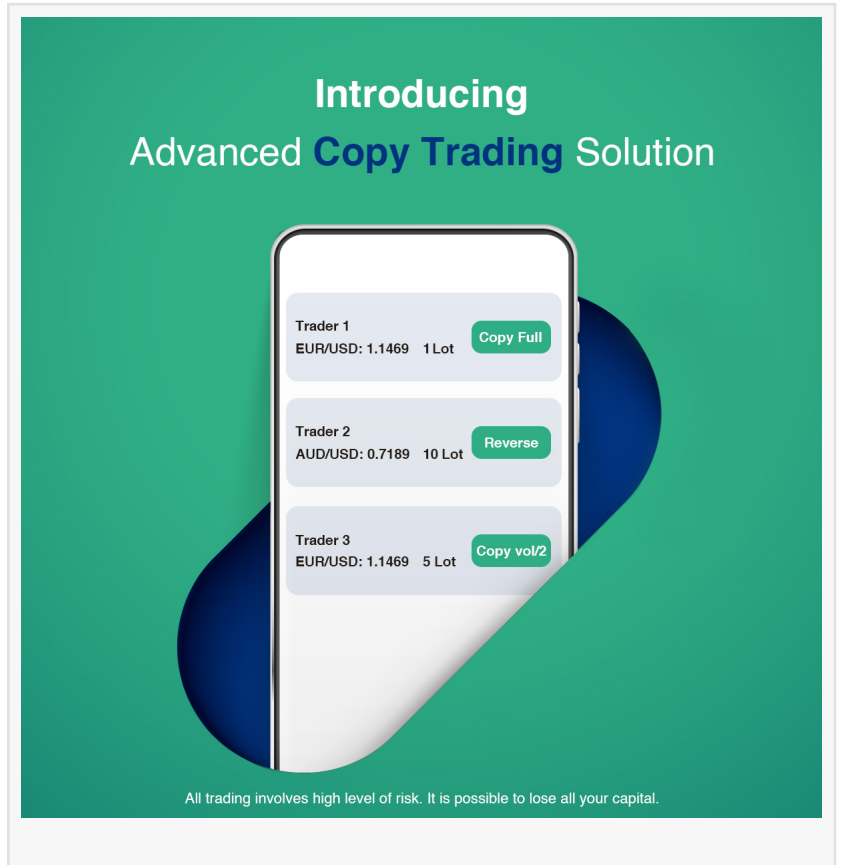 Introducing
Advanced Copy Trading Solution
Trader 1
EUR/USD: 1.1469 1 Lot
Copy Full
Trader 2
AUD/USD: 0.7189 10 Lot
Reverse
Trader 3
EUR/USD: 1.1469 5 Lot
Copy vol/2
All trading involves high level of risk. It is possible to lose all your capital.